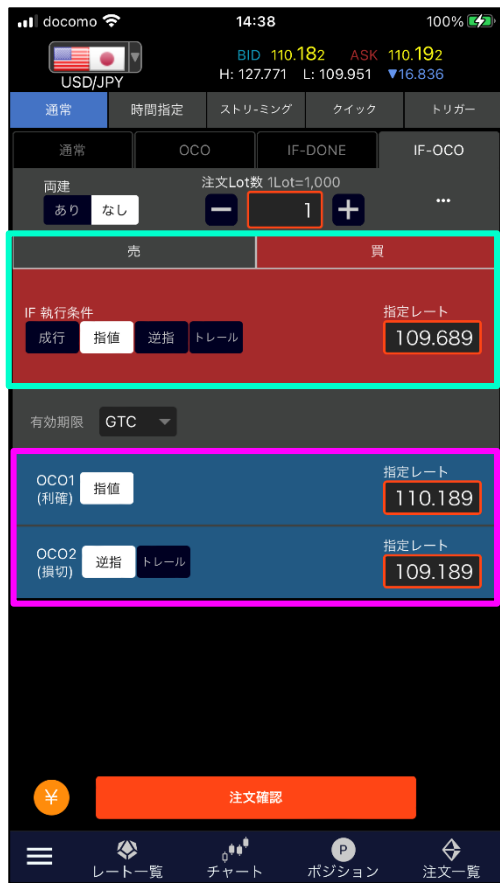 docomo 14:38 100%
USD/JPY
BID 110.182 ASK 110.192
H: 127.771 L: 109.951 ▼16.836
通常 時間指定 ストリ-ミング クイック トリガー
通常 OCO IF-DONE IF-OCO
両建 注文Lot数 1Lot=1,000
あり なし － 1 + ...
売 買
IF 執行条件 指定レート
成行 指値 逆指 トレール 109.689
有効期限 GTC
OCO1
(利確) 指値 指定レート
110.189
OCO2
(損切) 逆指 トレール 指定レート
109.189
¥ 注文確認
レート一覧 チャート P ポジション 注文一覧